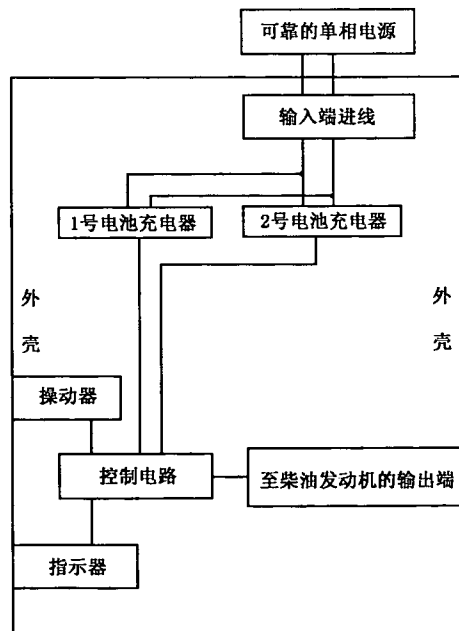 可靠的单相电源
输入端进线
1号电池充电器
2号电池充电器
外
壳
外
壳
操动器
控制电路
至柴油发动机的输出端
指示器